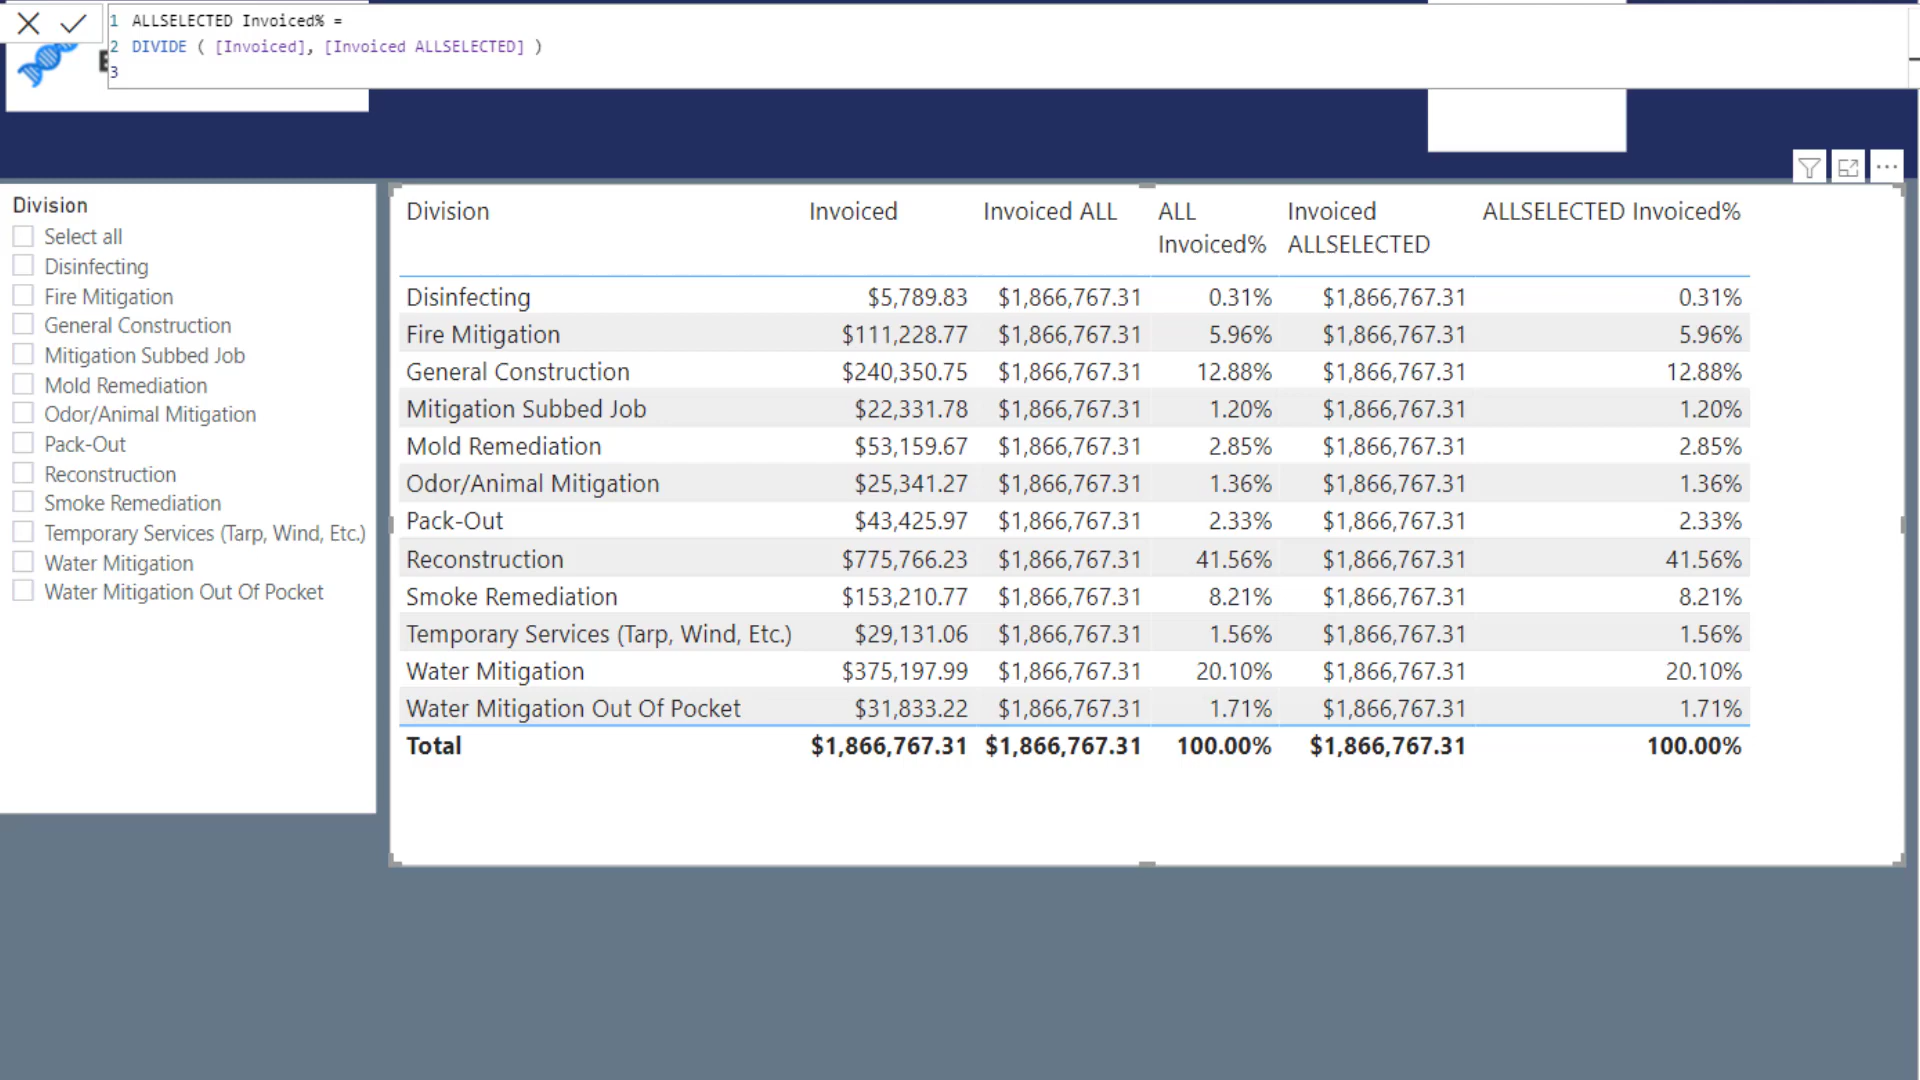 1 ALLSELECTED Invoiced% =
2 DIVIDE ( [Invoiced], [Invoiced ALLSELECTED] )
3
Division
Select all
Disinfecting
Fire Mitigation
General Construction
Mitigation Subbed Job
Mold Remediation
Odor/Animal Mitigation
Pack-Out
Reconstruction
Smoke Remediation
Temporary Services (Tarp, Wind, Etc.)
Water Mitigation
Water Mitigation Out Of Pocket
Division Invoiced Invoiced ALL ALL Invoiced ALLSELECTED Invoiced%
Invoiced% ALLSELECTED
Disinfecting $5,789.83 $1,866,767.31 0.31% $1,866,767.31 0.31%
Fire Mitigation $111,228.77 $1,866,767.31 5.96% $1,866,767.31 5.96%
General Construction $240,350.75 $1,866,767.31 12.88% $1,866,767.31 12.88%
Mitigation Subbed Job $22,331.78 $1,866,767.31 1.20% $1,866,767.31 1.20%
Mold Remediation $53,159.67 $1,866,767.31 2.85% $1,866,767.31 2.85%
Odor/Animal Mitigation $25,341.27 $1,866,767.31 1.36% $1,866,767.31 1.36%
Pack-Out $43,425.97 $1,866,767.31 2.33% $1,866,767.31 2.33%
Reconstruction $775,766.23 $1,866,767.31 41.56% $1,866,767.31 41.56%
Smoke Remediation $153,210.77 $1,866,767.31 8.21% $1,866,767.31 8.21%
Temporary Services (Tarp, Wind, Etc.) $29,131.06 $1,866,767.31 1.56% $1,866,767.31 1.56%
Water Mitigation $375,197.99 $1,866,767.31 20.10% $1,866,767.31 20.10%
Water Mitigation Out Of Pocket $31,833.22 $1,866,767.31 1.71% $1,866,767.31 1.71%
Total $1,866,767.31 $1,866,767.31 100.00% $1,866,767.31 100.00%